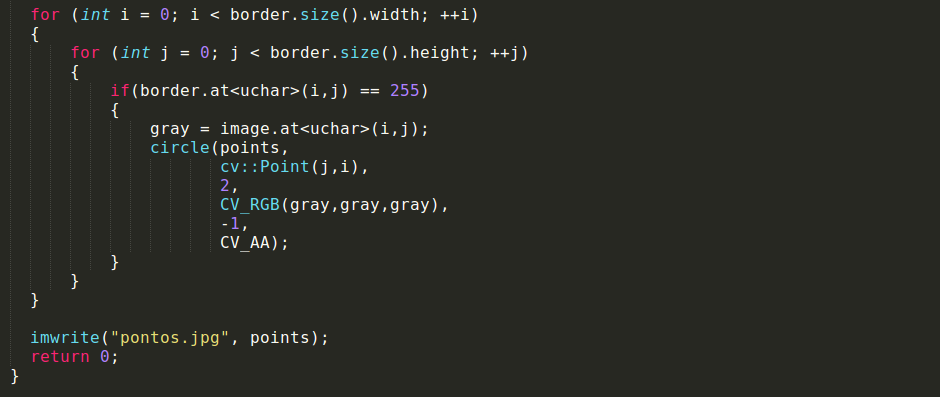 for (int i = 0; i < border.size().width; ++i)
{
for (int j = 0; j < border.size().height; ++j)
{
if(border.at<uchar>(i,j) == 255)
{
gray = image.at<uchar>(i,j);
circle(points,
cv::Point(j,i),
2,
CV_RGB(gray,gray,gray),
-1,
CV_AA);
}
}
}
imwrite("pontos.jpg", points);
return 0;
}